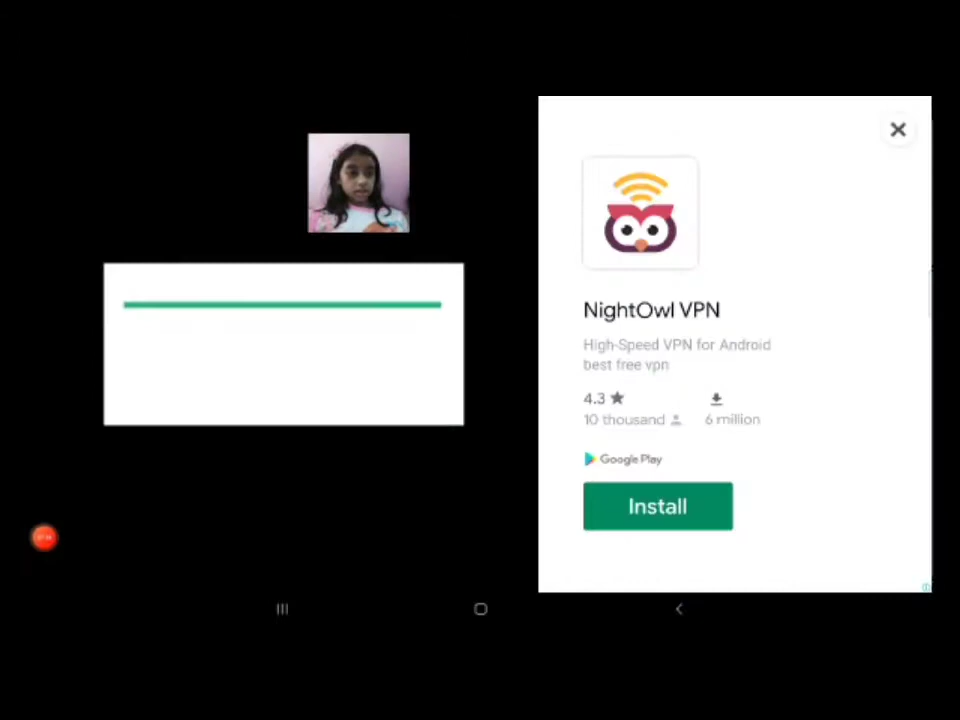 NightOwl VPN
High-Speed VPN for Android
best free vpn
4.3
10 thousand
6 million
Google Play
Install